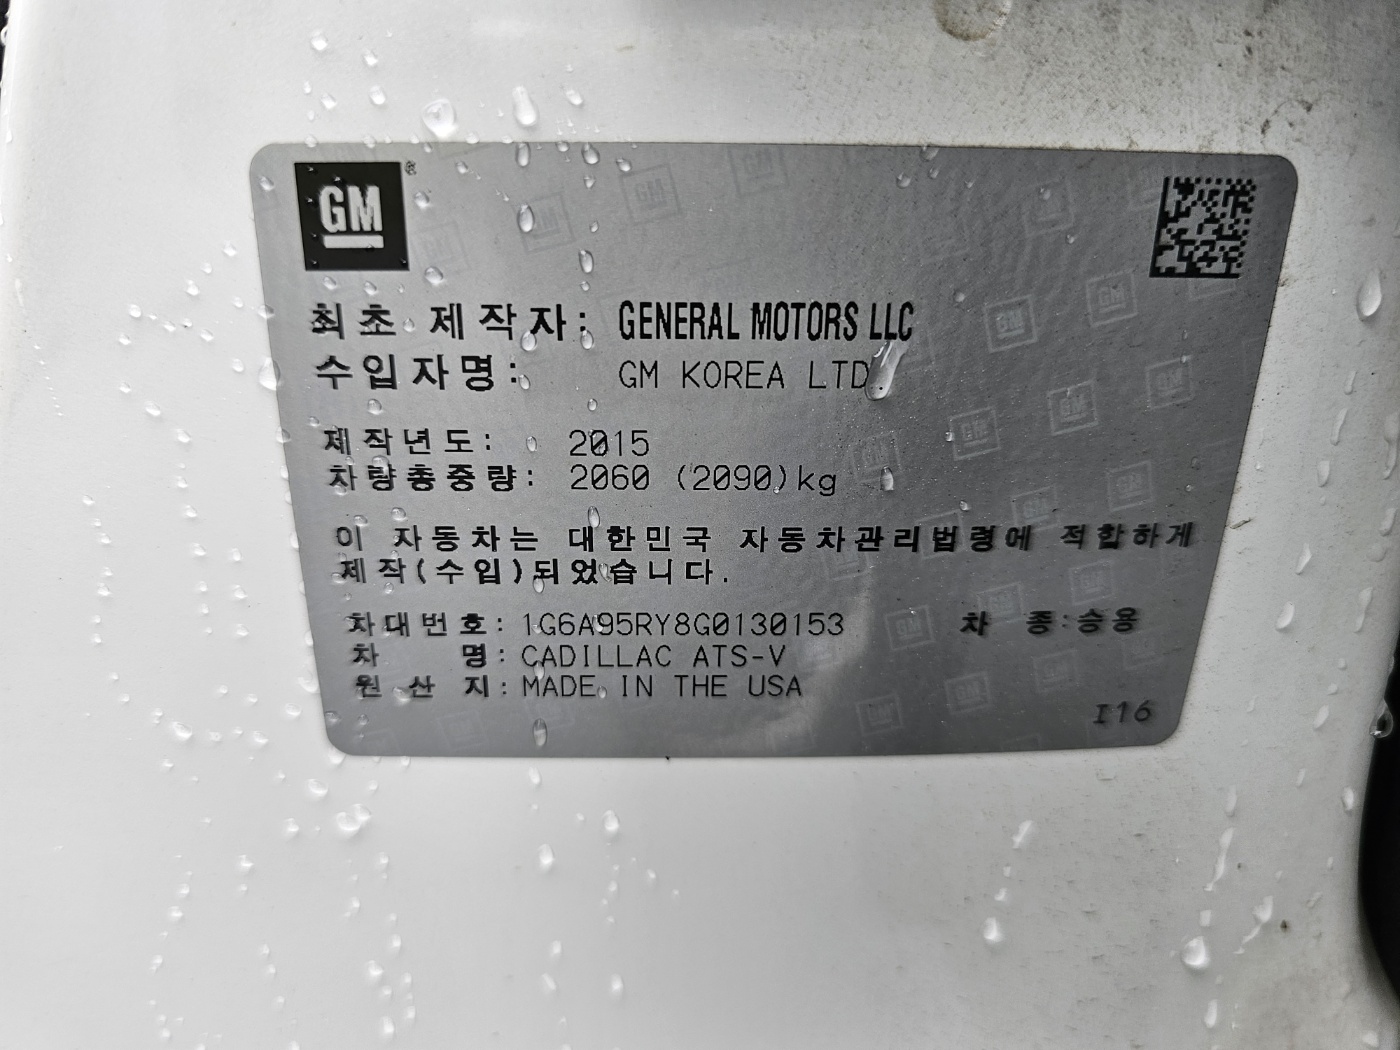 GM
최초 제작자: GENERAL MOTORS LLC
수입자명: GM KOREA LTD
제작년도: 2015
차량총중량: 2060 (2090)kg
이 자동차는 대한민국 자동차관리법령에 적합하게
제작(수입)되었습니다.
차대번호: 1G6A95RY8G0130153 차 종:승용
차 명: CADILLAC ATS-V
원 산 지: MADE IN THE USA
I16